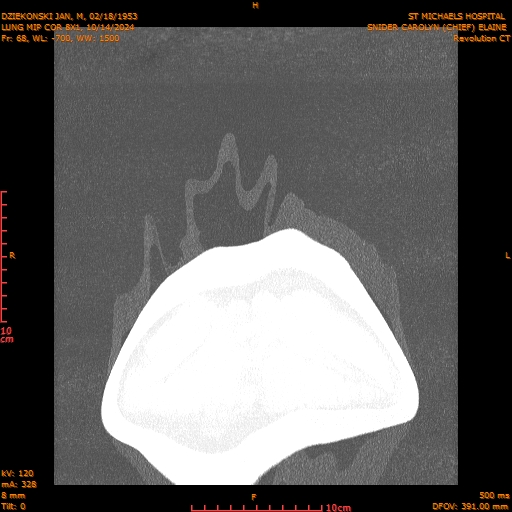 H
DZIEKONSKI JAN, M, 02/18/1953
ST MICHAELS HOSPITAL
LUNG MIP COR 8X1, 10/14/2024
SNIDER CAROLYN (CHIEF) ELAINE
Fr: 68, WL: -700, WW: 1500
Revolution CT
R
L
10
cm
kV: 120
mA: 328
8 mm
Tilt: 0
F
10cm
500 ms
DFOV: 391.00 mm